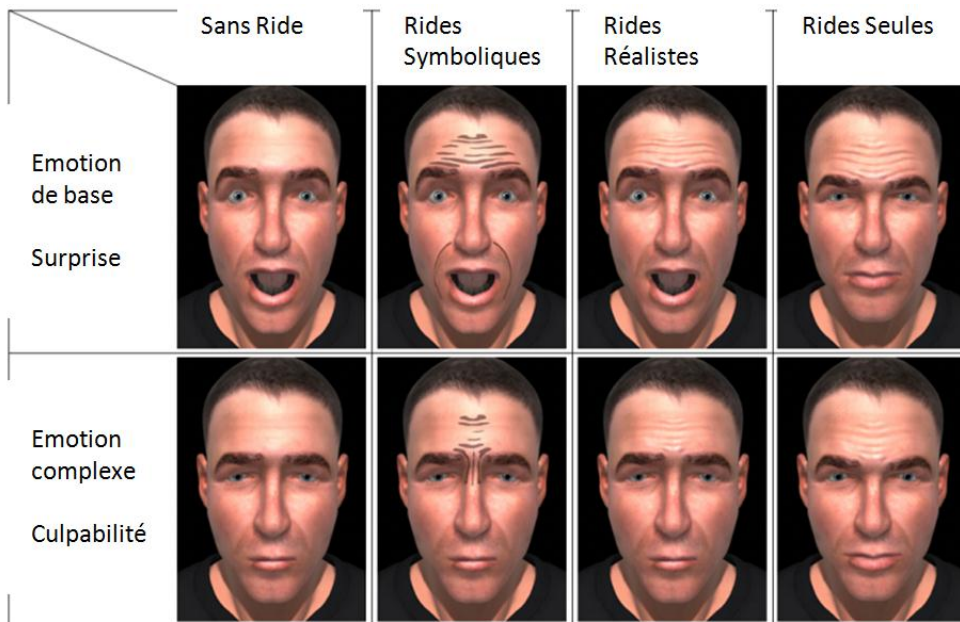 Sans Ride
Rides
Symboliques
Rides
Réalistes
Rides Seules
Emotion
de base
Surprise
Emotion
complexe
Culpabilité